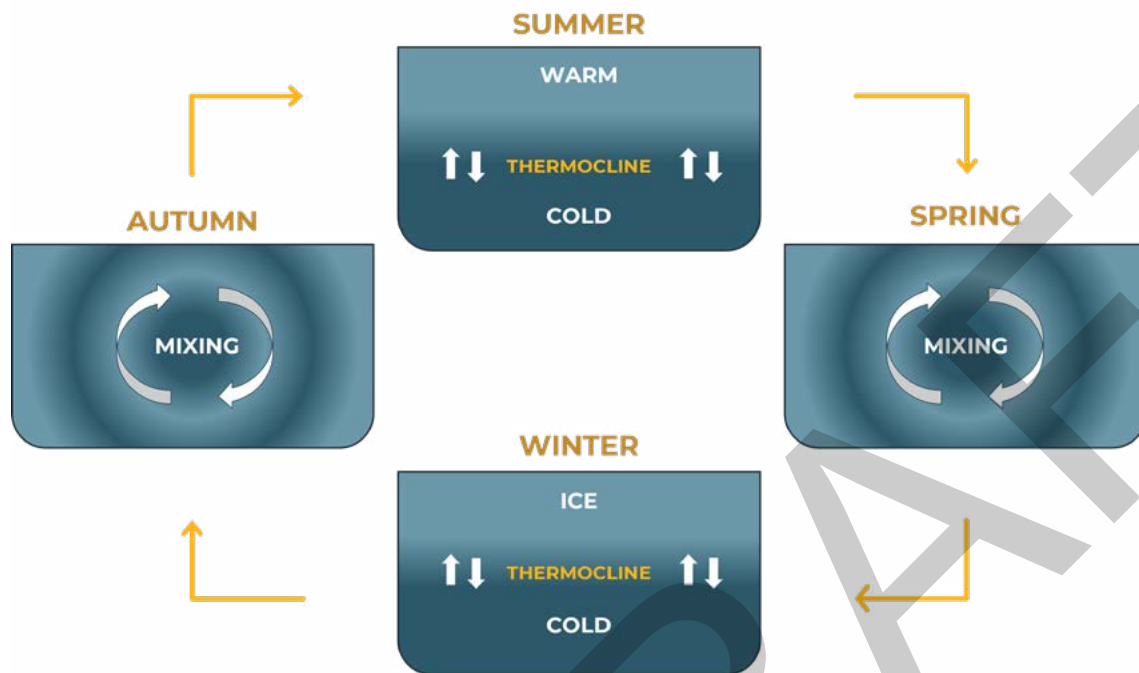 SUMMER
WARM
THERMOCLINE
COLD
AUTUMN
MIXING
SPRING
MIXING
WINTER
ICE
THERMOCLINE
COLD